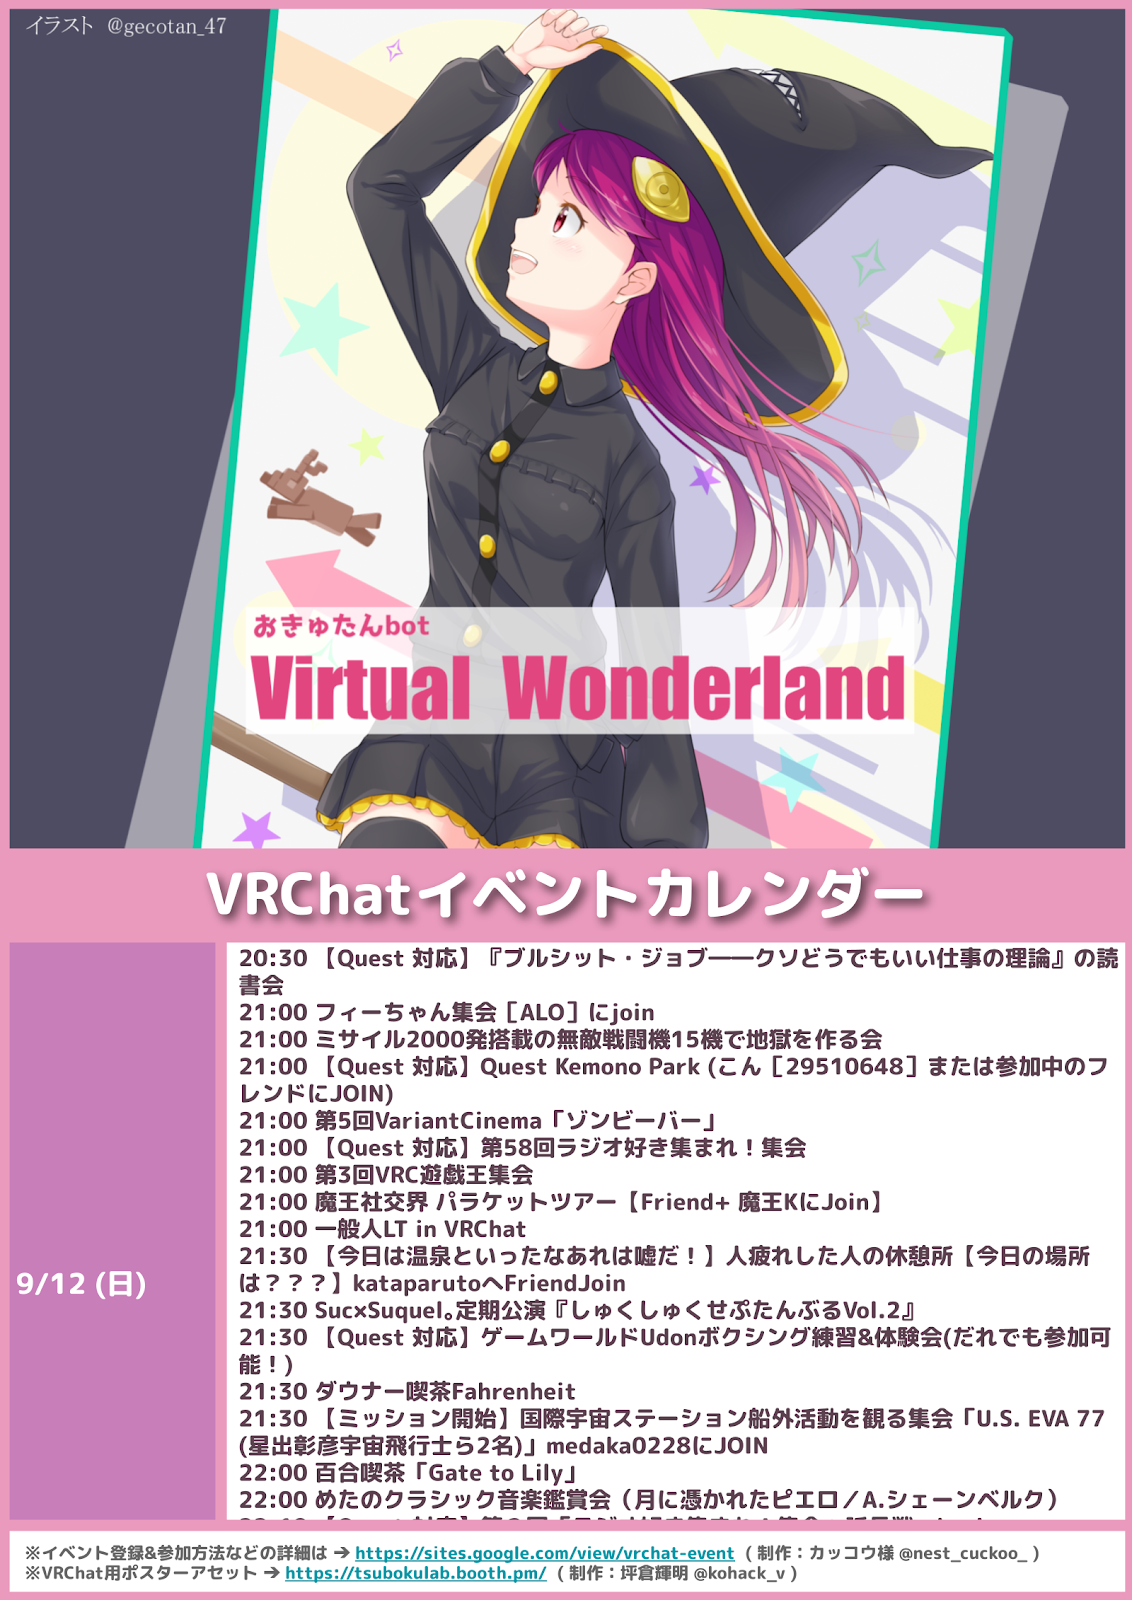 イラスト @gecotan_47
おきゅたんbot
Virtual Wonderland
VRChatイベントカレンダー
9/12 (日)
20:30 【Quest 対応】『ブルシット・ジョブ――クソどうでもいい仕事の理論』の読
書会
21:00 フィーちゃん集会［ALO］にjoin
21:00 ミサイル2000発搭載の無敵戦闘機15機で地獄を作る会
21:00 【Quest 対応】Quest Kemono Park (こん［29510648］または参加中のフ
レンドにJOIN)
21:00 第5回VariantCinema「ゾンビーバー」
21:00 【Quest 対応】第58回ラジオ好き集まれ！集会
21:00 第3回VRC遊戯王集会
21:00 魔王社交界 パラケットツアー【Friend+ 魔王KにJoin】
21:00 一般人LT in VRChat
21:30 【今日は温泉といったなあれは嘘だ！】人疲れした人の休憩所【今日の場所
は？？？】kataparutoへFriendJoin
21:30 Suc×Suquel｡定期公演『しゅくしゅくせぷたんぶるVol.2』
21:30 【Quest 対応】ゲームワールドUdonボクシング練習&体験会(だれでも参加可
能！)
21:30 ダウナー喫茶Fahrenheit
21:30 【ミッション開始】国際宇宙ステーション船外活動を観る集会「U.S. EVA 77
(星出彰彦宇宙飛行士ら2名)」medaka0228にJOIN
22:00 百合喫茶「Gate to Lily」
22:00 めたのクラシック音楽鑑賞会（月に憑かれたピエロ／A.シェーンベルク）
※イベント登録&参加方法などの詳細は → https://sites.google.com/view/vrchat-event ( 制作：カッコウ様 @nest_cuckoo_ )
※VRChat用ポスターアセット → https://tsubokulab.booth.pm/ ( 制作：坪倉輝明 @kohack_v )